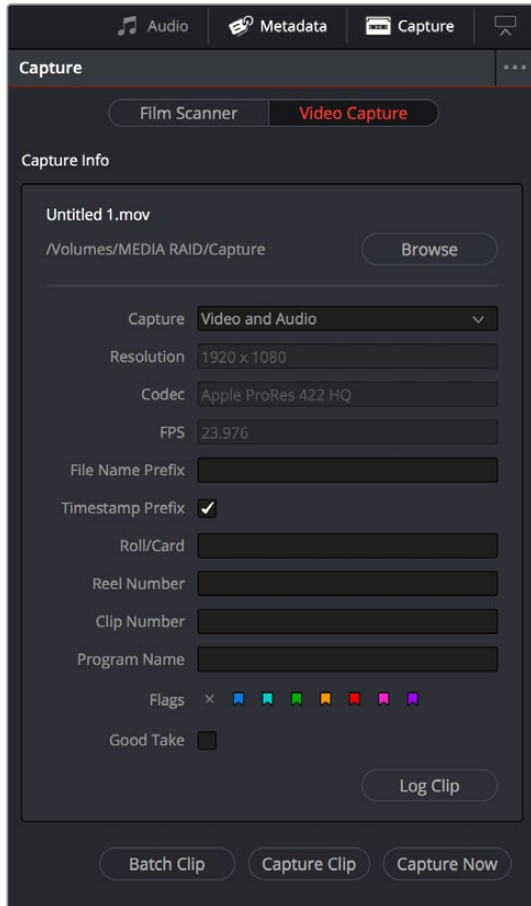 Audio Metadata Capture
Capture
Film Scanner Video Capture
Capture Info
Untitled 1.mov
/Volumes/MEDIA RAID/Capture Browse
Capture Video and Audio
Resolution 1920 x 1080
Codec Apple ProRes 422 HQ
FPS 23.976
File Name Prefix
Timestamp Prefix
Roll/Card
Reel Number
Clip Number
Program Name
Flags
Good Take
Log Clip
Batch Clip Capture Clip Capture Now